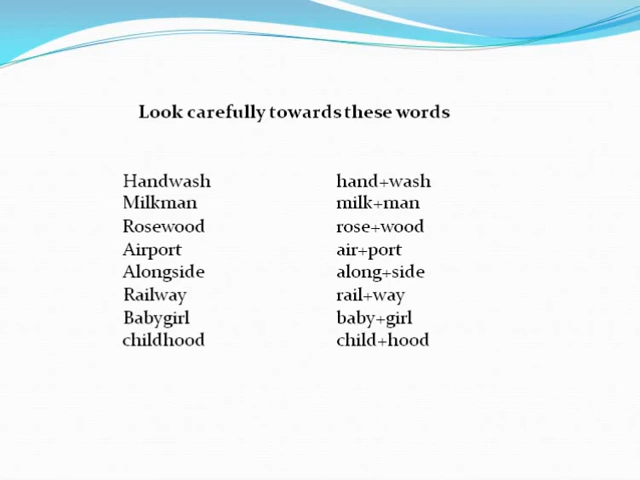 Look carefully towards these words
Handwash hand+wash
Milkman milk+man
Rosewood rose+wood
Airport air+port
Alongside along+side
Railway rail+way
Babygirl baby+girl
childhood child+hood